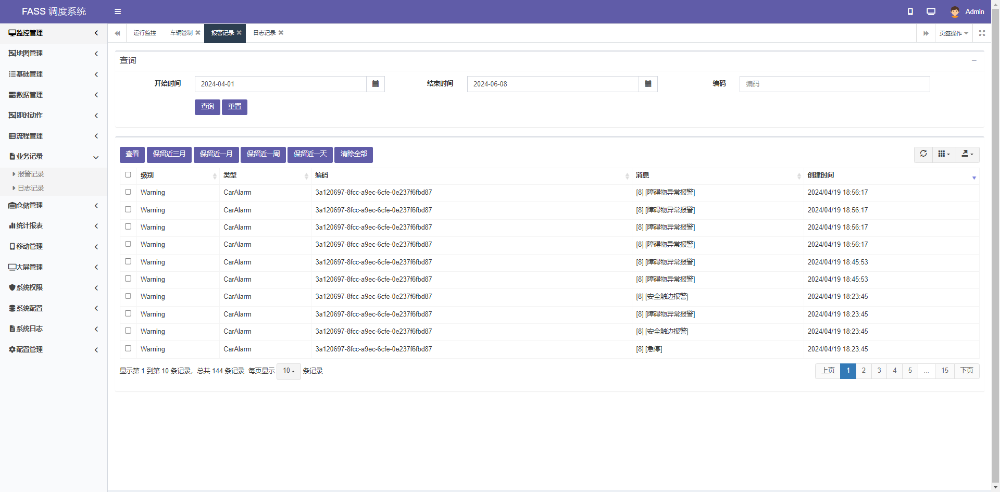 FASS 调度系统
Admin
监控管理
地图管理
基础管理
数据管理
即时动作
流程管理
业务记录
报警记录
日志记录
仓储管理
统计报表
移动管理
大屏管理
系统权限
系统配置
系统日志
配置管理
运行监控 车辆管制 报警记录 日志记录 页签操作
查询
开始时间 2024-04-01 结束时间 2024-06-08 编码 编码
查询 重置
查看 保留近三月 保留近一月 保留近一周 保留近一天 清除全部
级别 类型 编码 消息 创建时间
Warning CarAlarm 3a120697-8fcc-a9ec-6cfe-0e237f6fbd87 [8] [障碍物异常报警] 2024/04/19 18:56:17
Warning CarAlarm 3a120697-8fcc-a9ec-6cfe-0e237f6fbd87 [8] [障碍物异常报警] 2024/04/19 18:56:17
Warning CarAlarm 3a120697-8fcc-a9ec-6cfe-0e237f6fbd87 [8] [障碍物异常报警] 2024/04/19 18:56:17
Warning CarAlarm 3a120697-8fcc-a9ec-6cfe-0e237f6fbd87 [8] [障碍物异常报警] 2024/04/19 18:56:17
Warning CarAlarm 3a120697-8fcc-a9ec-6cfe-0e237f6fbd87 [8] [障碍物异常报警] 2024/04/19 18:45:53
Warning CarAlarm 3a120697-8fcc-a9ec-6cfe-0e237f6fbd87 [8] [障碍物异常报警] 2024/04/19 18:45:53
Warning CarAlarm 3a120697-8fcc-a9ec-6cfe-0e237f6fbd87 [8] [安全触边报警] 2024/04/19 18:23:45
Warning CarAlarm 3a120697-8fcc-a9ec-6cfe-0e237f6fbd87 [8] [障碍物异常报警] 2024/04/19 18:23:45
Warning CarAlarm 3a120697-8fcc-a9ec-6cfe-0e237f6fbd87 [8] [安全触边报警] 2024/04/19 18:23:45
Warning CarAlarm 3a120697-8fcc-a9ec-6cfe-0e237f6fbd87 [8] [急停] 2024/04/19 18:23:45
显示第 1 到第 10 条记录，总共 144 条记录 每页显示 10 条记录
上页 1 2 3 4 5 ... 15 下页